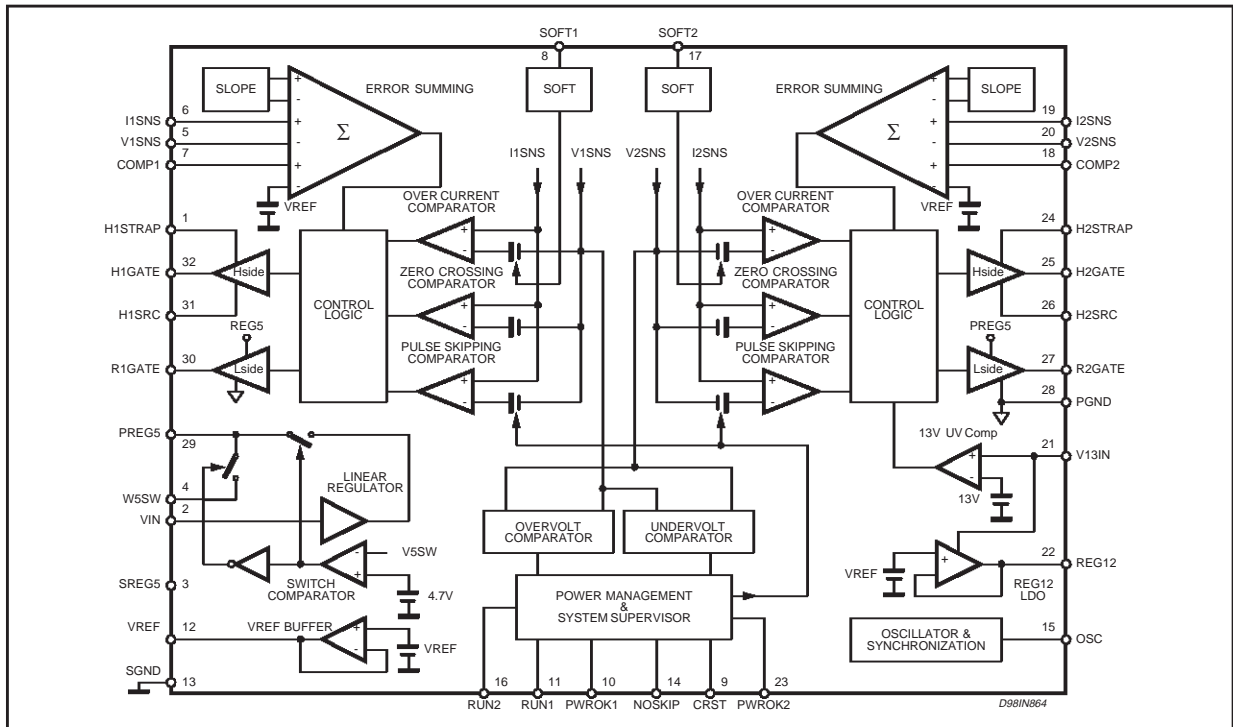 SOFT1
SOFT2
8
17
SLOPE
+
-
ERROR SUMMING
SOFT
SOFT
ERROR SUMMING
+
-
SLOPE
6
I1SNS
+
Σ
5
V1SNS
-
7
COMP1
+
-
VREF
19
I2SNS
+
Σ
20
V2SNS
-
18
COMP2
+
-
VREF
I1SNS
V1SNS
V2SNS
I2SNS
OVER CURRENT
COMPARATOR
+
-
OVER CURRENT
COMPARATOR
+
-
1
H1STRAP
32
H1GATE
Hside
31
H1SRC
24
H2STRAP
25
H2GATE
Hside
26
H2SRC
ZERO CROSSING
COMPARATOR
+
-
ZERO CROSSING
COMPARATOR
+
-
CONTROL
LOGIC
CONTROL
LOGIC
REG5
PREG5
30
R1GATE
Lside
Lside
27
R2GATE
28
PGND
PULSE SKIPPING
COMPARATOR
+
-
PULSE SKIPPING
COMPARATOR
+
-
PREG5
29
13V UV Comp
+
-
13V
21
V13IN
4
W5SW
2
VIN
LINEAR
REGULATOR
OVERVOLT
COMPARATOR
UNDERVOLT
COMPARATOR
-
+
V5SW
SWITCH
COMPARATOR
4.7V
VREF
+
22
REG12
REG12
LDO
SREG5
3
POWER MANAGEMENT
&
SYSTEM SUPERVISOR
VREF
12
VREF BUFFER
+
-
VREF
OSCILLATOR &
SYNCHRONIZATION
15
OSC
SGND
13
16
11
10
14
9
23
RUN2
RUN1
PWROK1
NOSKIP
CRST
PWROK2
D98IN864